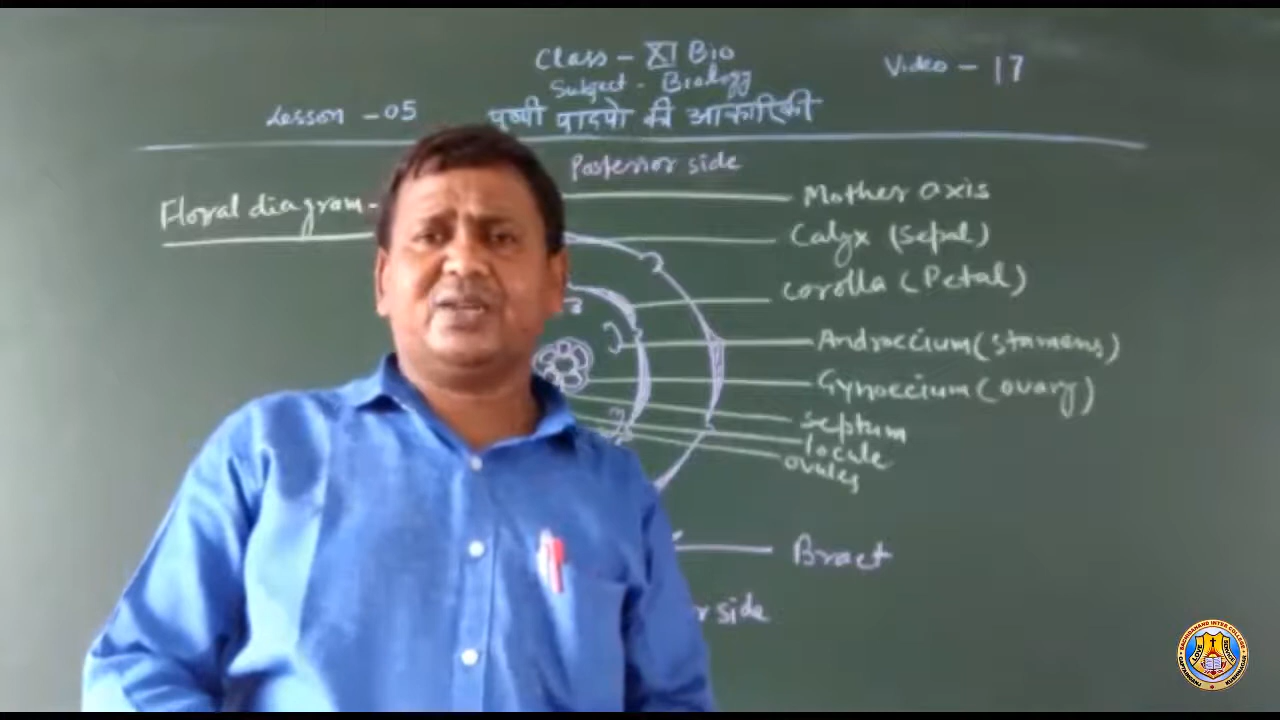 Class - XI Bio
Video - 17
Subject - Biology
Lesson - 05 पुष्पी पादपो की आकारिकी
Posterior side
Floral diagram -
Mother axis
Calyx (Sepal)
Corolla (Petal)
Androecium (Stamens)
Gynoecium (ovary)
septum
locule
ovules
Bract
r side